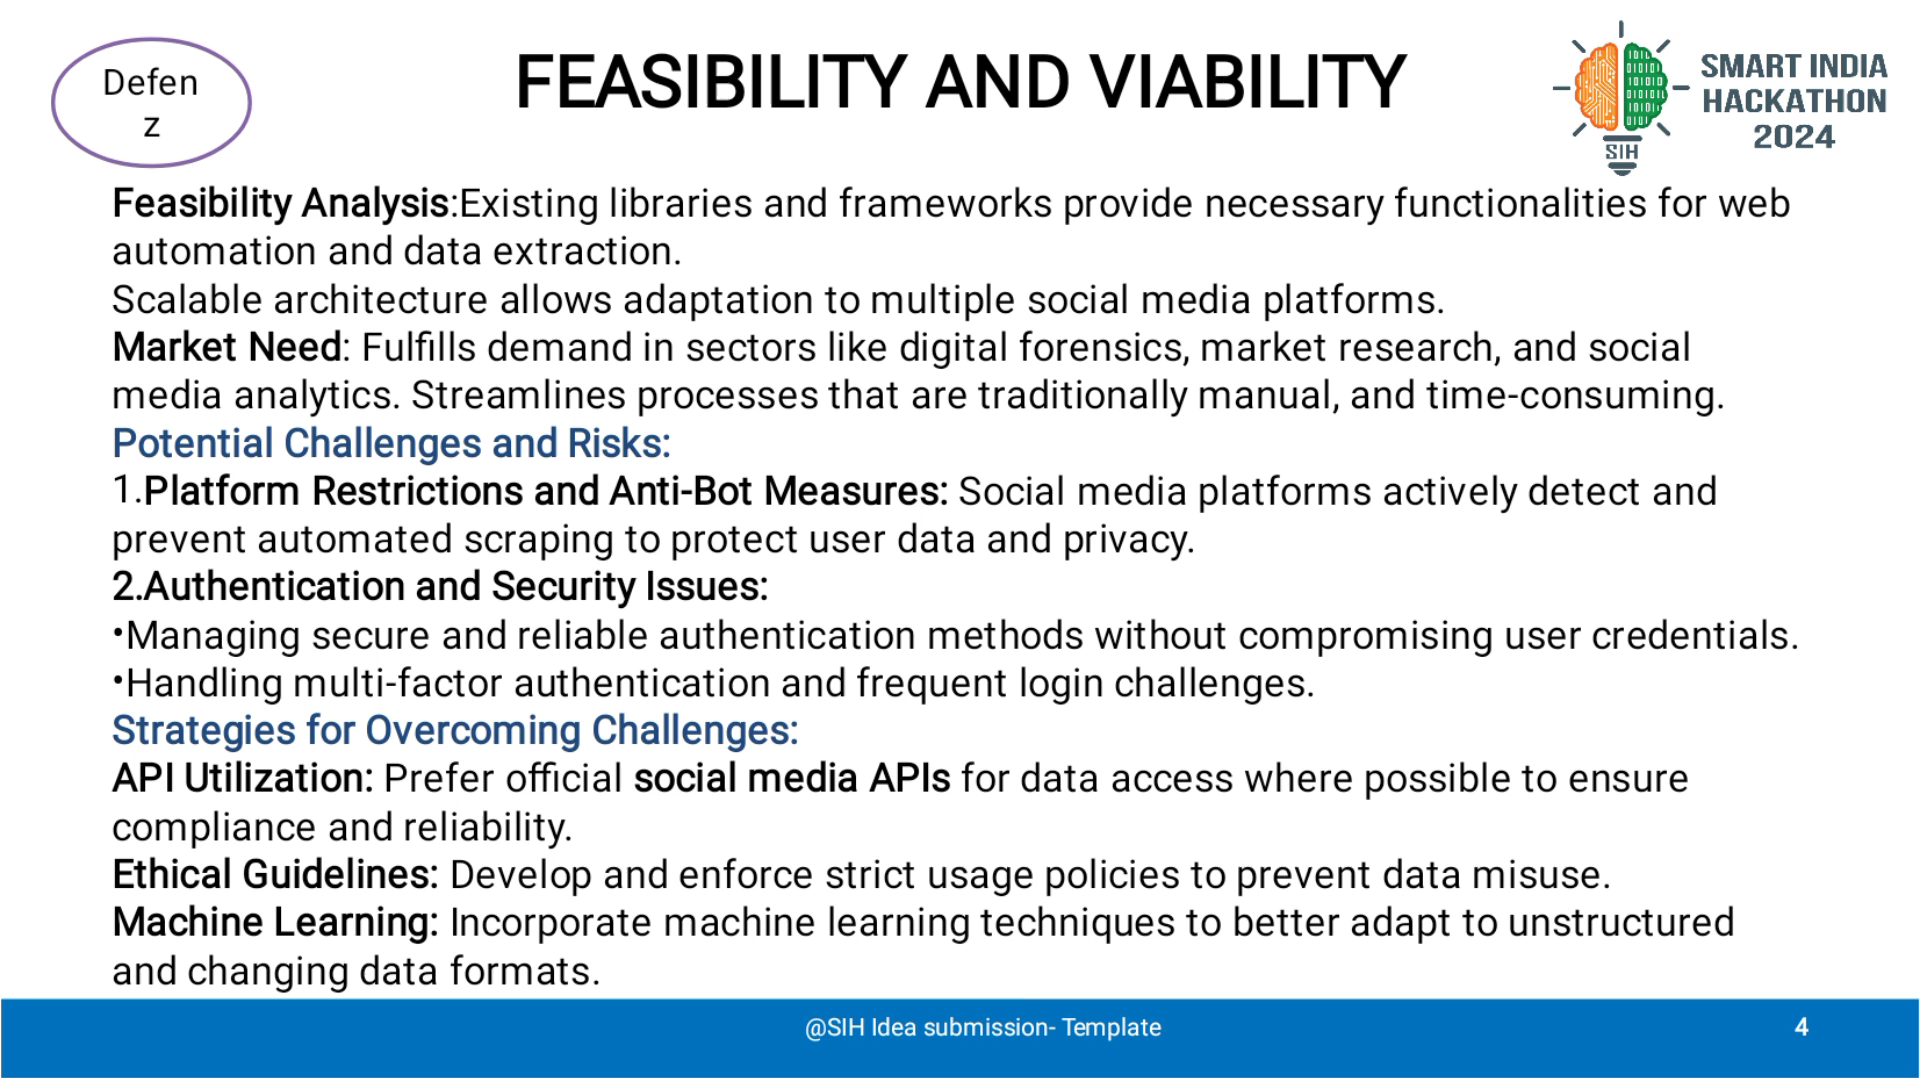 Defen
z
FEASIBILITY AND VIABILITY
SMART INDIA
HACKATHON
2024
SIH
Feasibility Analysis:Existing libraries and frameworks provide necessary functionalities for web
automation and data extraction.
Scalable architecture allows adaptation to multiple social media platforms.
Market Need: Fulfills demand in sectors like digital forensics, market research, and social
media analytics. Streamlines processes that are traditionally manual, and time-consuming.
Potential Challenges and Risks:
1.Platform Restrictions and Anti-Bot Measures: Social media platforms actively detect and
prevent automated scraping to protect user data and privacy.
2.Authentication and Security Issues:
•Managing secure and reliable authentication methods without compromising user credentials.
•Handling multi-factor authentication and frequent login challenges.
Strategies for Overcoming Challenges:
API Utilization: Prefer official social media APIs for data access where possible to ensure
compliance and reliability.
Ethical Guidelines: Develop and enforce strict usage policies to prevent data misuse.
Machine Learning: Incorporate machine learning techniques to better adapt to unstructured
and changing data formats.
@SIH Idea submission- Template
4